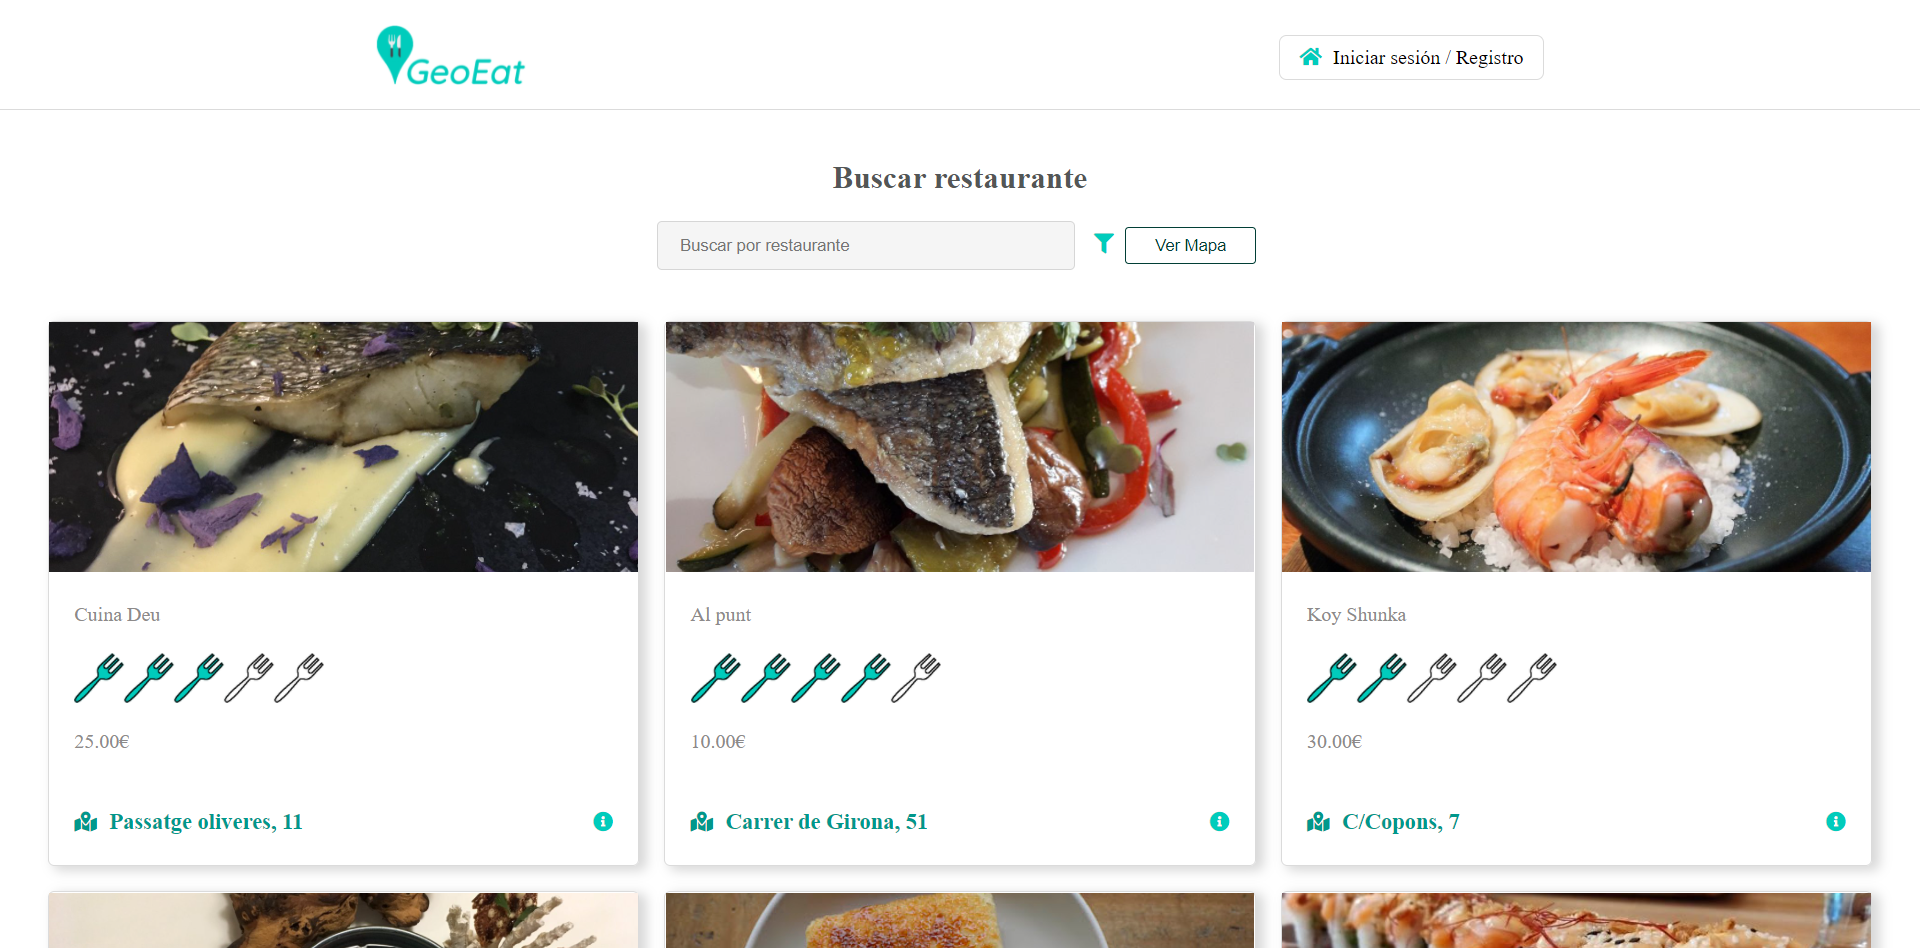 GeoEat
Iniciar sesión / Registro
Buscar restaurante
Buscar por restaurante
Ver Mapa
Cuina Deu
25.00€
Passatge oliveres, 11
Al punt
10.00€
Carrer de Girona, 51
Koy Shunka
30.00€
C/Copons, 7